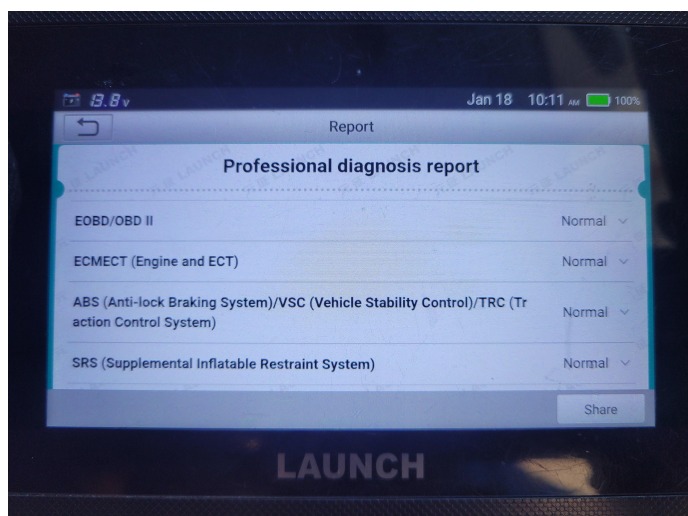 Jan 18 10:11 AM 100%
Report
Professional diagnosis report
EOBD/OBD II Normal
ECMECT (Engine and ECT) Normal
ABS (Anti-lock Braking System)/VSC (Vehicle Stability Control)/TRC (Tr
action Control System) Normal
SRS (Supplemental Inflatable Restraint System) Normal
Share
LAUNCH